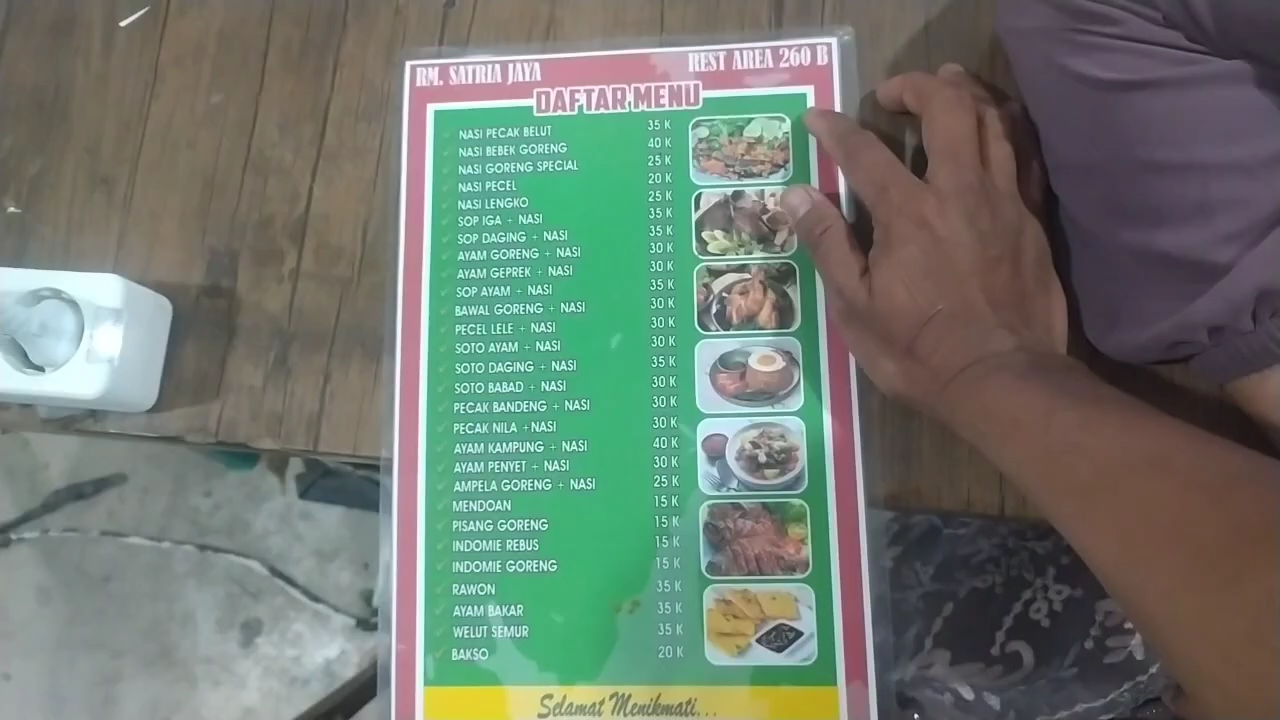 RM. SATRIA JAYA REST AREA 260 B
DAFTAR MENU
NASI PECAK BELUT 35 K
NASI BEBEK GORENG 40 K
NASI GORENG SPECIAL 25 K
NASI PECEL 20 K
NASI LENGKO 25 K
SOP IGA + NASI 35 K
SOP DAGING + NASI 35 K
AYAM GORENG + NASI 30 K
AYAM GEPREK + NASI 30 K
SOP AYAM + NASI 35 K
BAWAL GORENG + NASI 30 K
PECEL LELE + NASI 30 K
SOTO AYAM + NASI 30 K
SOTO DAGING + NASI 35 K
SOTO BABAD + NASI 30 K
PECAK BANDENG + NASI 30 K
PECAK NILA +NASI 30 K
AYAM KAMPUNG + NASI 40 K
AYAM PENYET + NASI 30 K
AMPELA GORENG + NASI 25 K
MENDOAN 15 K
PISANG GORENG 15 K
INDOMIE REBUS 15 K
INDOMIE GORENG 15 K
RAWON 35 K
AYAM BAKAR 35 K
WELUT SEMUR 35 K
BAKSO 20 K
Selamat Menikmati...